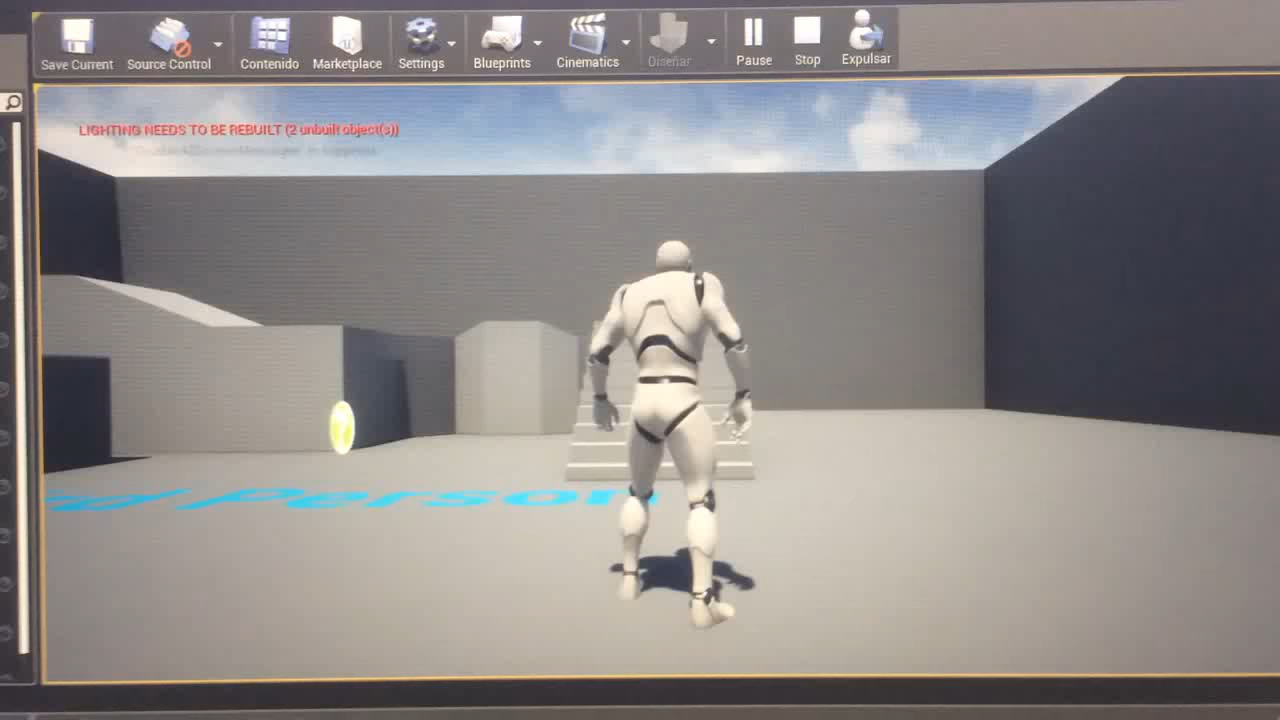 Save Current
Source Control
Contenido
Marketplace
Settings
Blueprints
Cinematics
Diseñar
Pause
Stop
Expulsar
LIGHTING NEEDS TO BE REBUILT (2 unbuilt object(s))
person